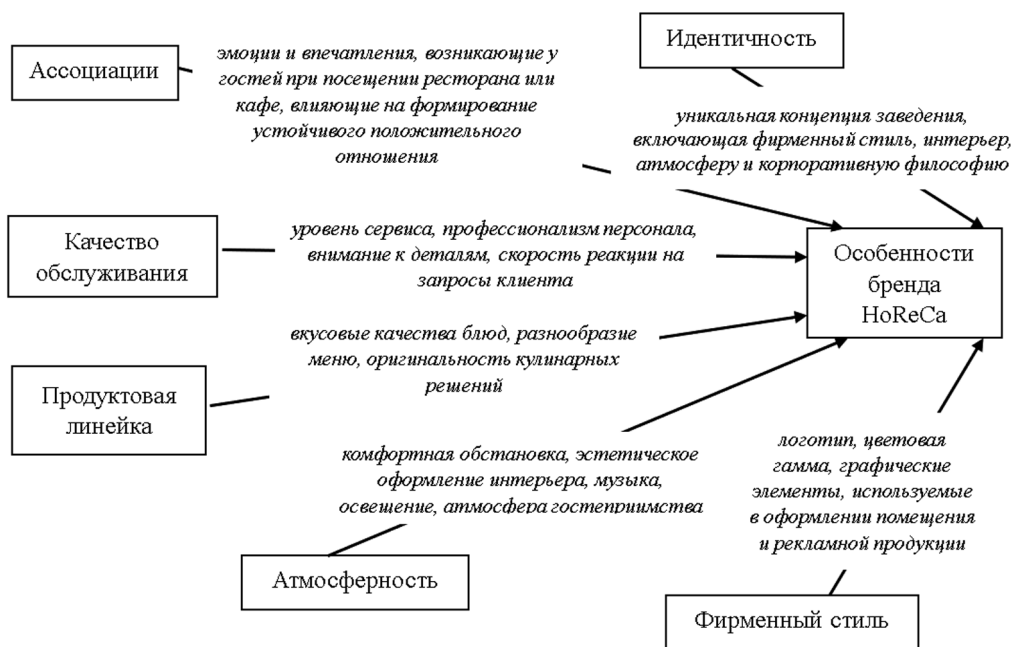 Идентичность
Ассоциации
эмоции и впечатления, возникающие у
гостей при посещении ресторана или
кафе, влияющие на формирование
устойчивого положительного
отношения
уникальная концепция заведения,
включающая фирменный стиль, интерьер,
атмосферу и корпоративную философию
Качество
обслуживания
уровень сервиса, профессионализм персонала,
внимание к деталям, скорость реакции на
запросы клиента
Особенности
бренда
HoReCa
Продуктовая
линейка
вкусовые качества блюд, разнообразие
меню, оригинальность кулинарных
решений
комфортная обстановка, эстетическое
оформление интерьера, музыка,
освещение, атмосфера гостеприимства
Атмосферность
логотип, цветовая
гамма, графические
элементы, используемые
в оформлении помещения
и рекламной продукции
Фирменный стиль